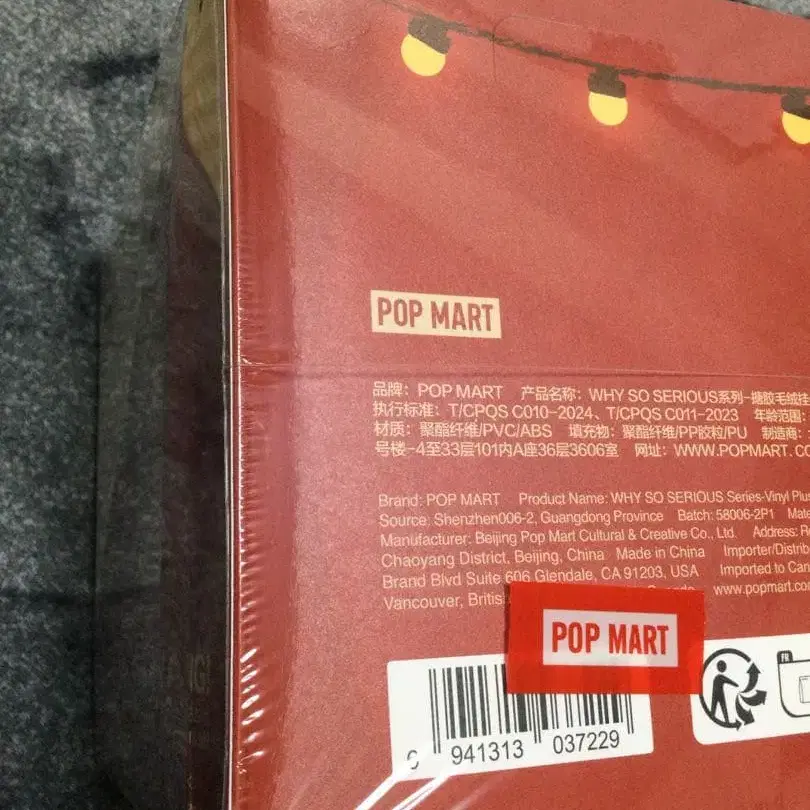 POP MART
品牌：POP MART 产品名称：WHY SO SERIOUS系列-搪胶毛绒挂
执行标准：T/CPQS C010-2024、T/CPQS C011-2023 年龄范围：
材质：聚酯纤维/PVC/ABS 填充物：聚酯纤维/PP胶粒/PU 制造商：
号楼-4至33层101内A座36层3606室 网址：WWW.POPMART.CO
Brand: POP MART Product Name: WHY SO SERIOUS Series-Vinyl Plus
Source: Shenzhen006-2, Guangdong Province Batch: 58006-2P1 Mate
Manufacturer: Beijing Pop Mart Cultural & Creative Co., Ltd. Address: R
Chaoyang District, Beijing, China Made in China Importer/Distrib
Brand Blvd Suite 606 Glendale, CA 91203, USA Imported to Can
Vancouver, Britis www.popmart.com
POP MART
FR
6 941313 037229